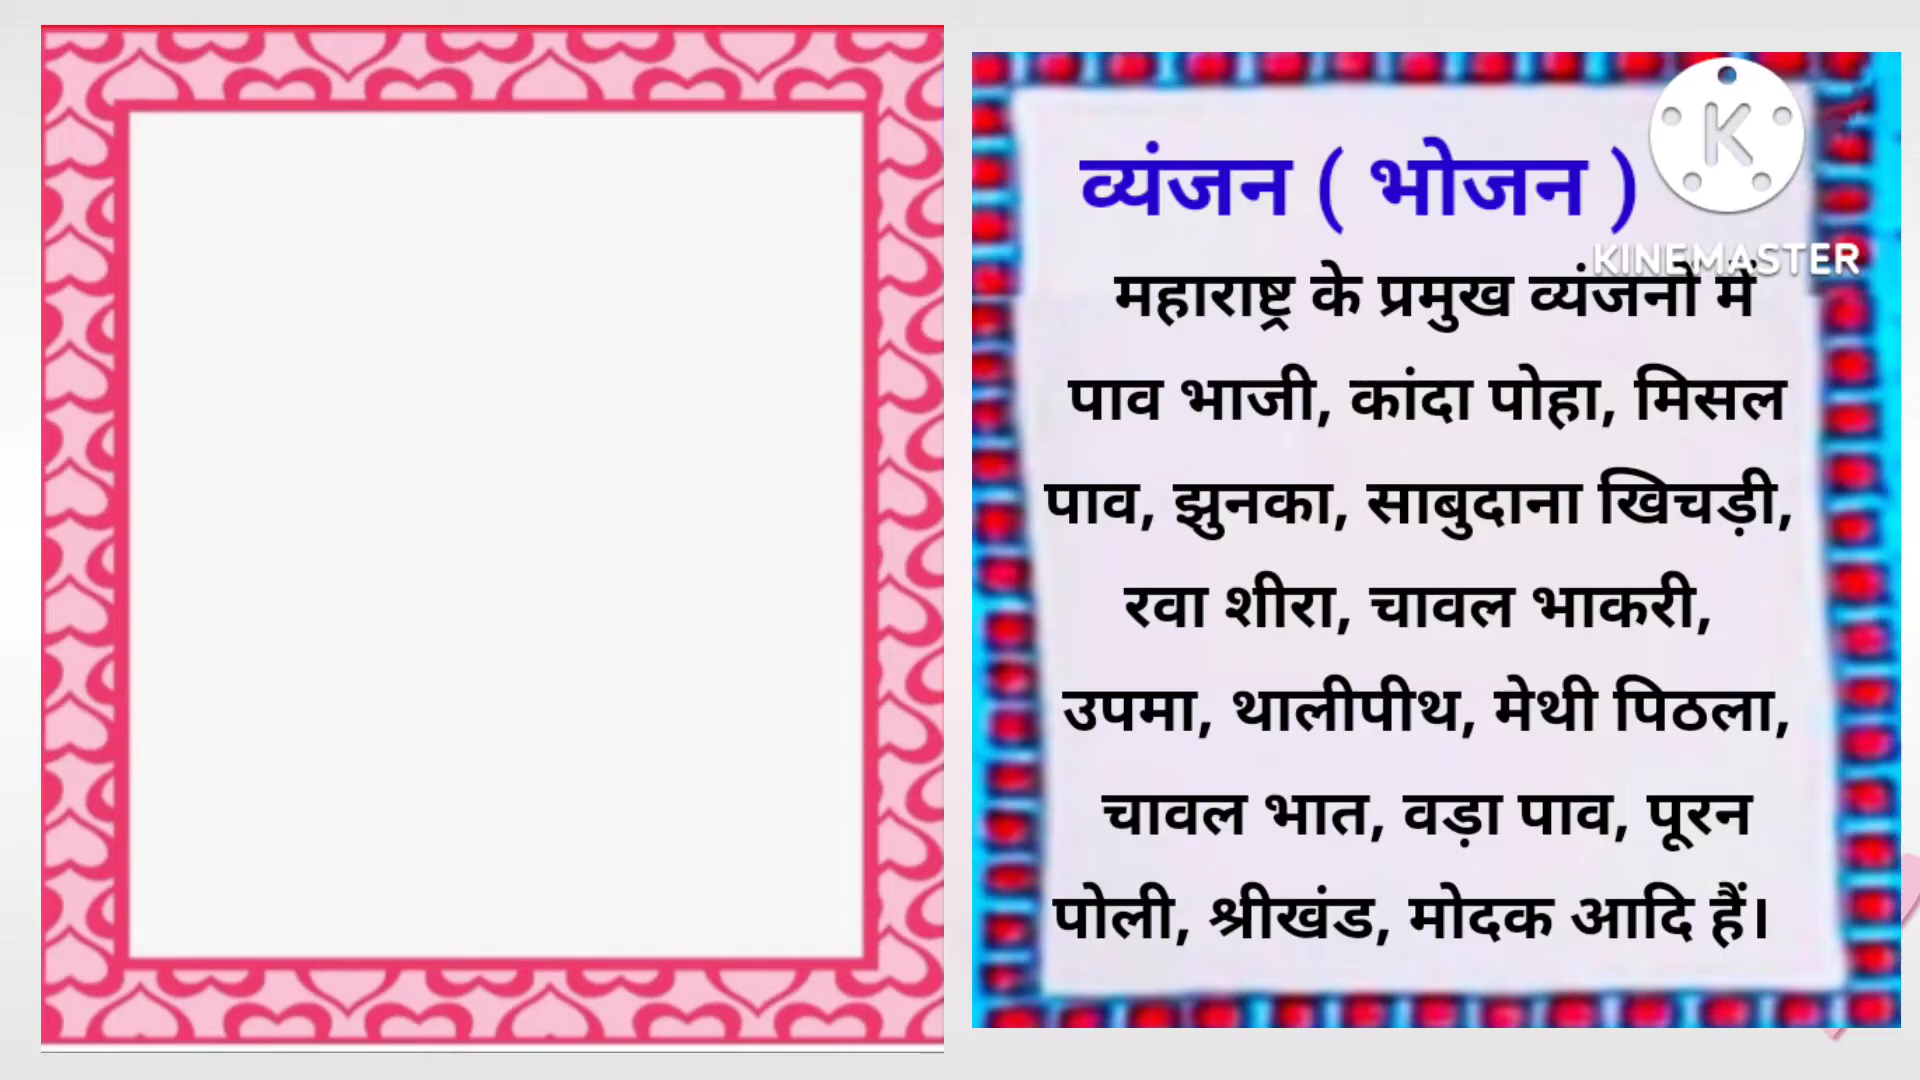 व्यंजन ( भोजन )
K
KINEMASTER
महाराष्ट्र के प्रमुख व्यंजनों में
पाव भाजी, कांदा पोहा, मिसल
पाव, झुनका, साबुदाना खिचड़ी,
रवा शीरा, चावल भाकरी,
उपमा, थालीपीथ, मेथी पिठला,
चावल भात, वड़ा पाव, पूरन
पोली, श्रीखंड, मोदक आदि हैं।